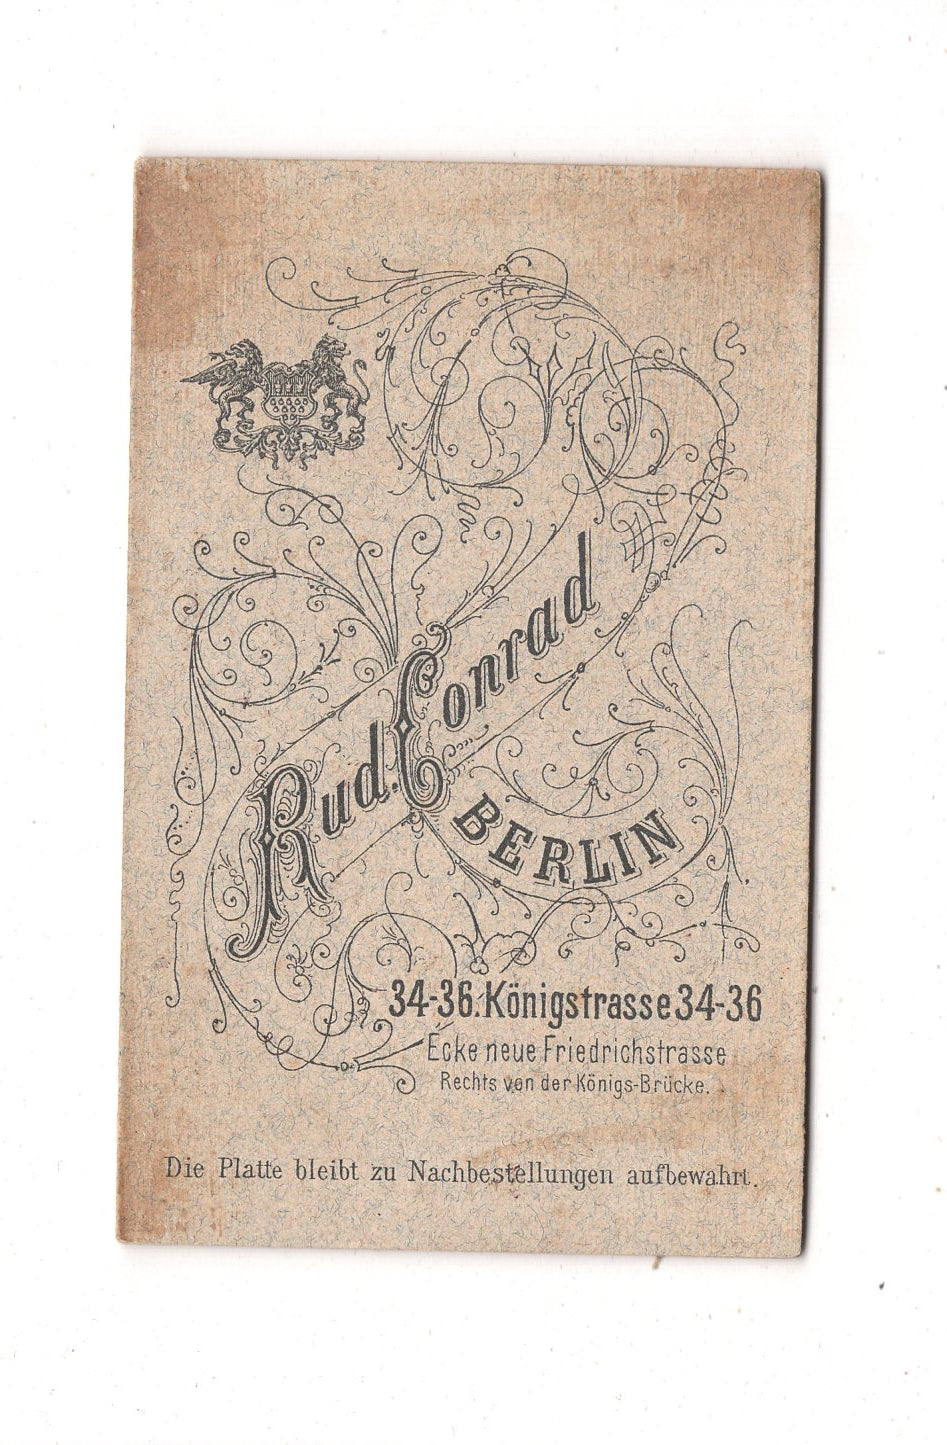 Rud. Conrad
BERLIN
34-36. Königstrasse 34-36
Ecke neue Friedrichstrasse
Rechts von der Königs-Brücke.
Die Platte bleibt zu Nachbestellungen aufbewahrt.